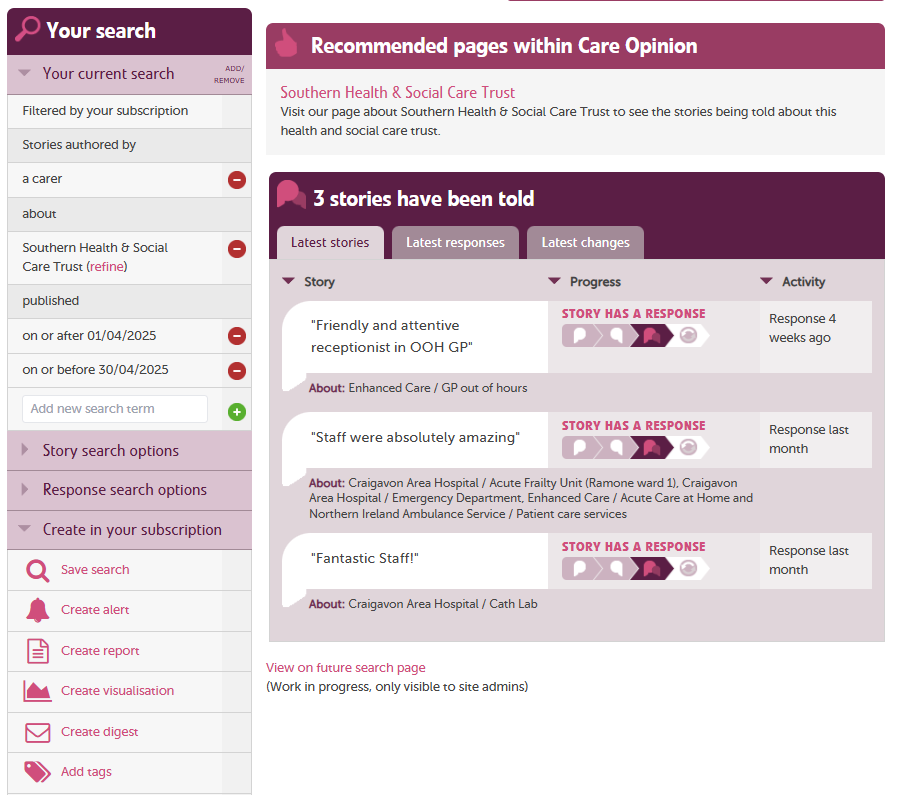 Your search
Your current search
ADD/
REMOVE
Filtered by your subscription
Stories authored by
a carer
about
Southern Health & Social
Care Trust (refine)
published
on or after 01/04/2025
on or before 30/04/2025
Add new search term
Story search options
Response search options
Create in your subscription
Save search
Create alert
Create report
Create visualisation
Create digest
Add tags
Recommended pages within Care Opinion
Southern Health & Social Care Trust
Visit our page about Southern Health & Social Care Trust to see the stories being told about this
health and social care trust.
3 stories have been told
Latest stories
Latest responses
Latest changes
Story
Progress
Activity
"Friendly and attentive
receptionist in OOH GP"
STORY HAS A RESPONSE
Response 4
weeks ago
About: Enhanced Care / GP out of hours
"Staff were absolutely amazing"
STORY HAS A RESPONSE
Response last
month
About: Craigavon Area Hospital / Acute Frailty Unit (Ramone ward 1), Craigavon
Area Hospital / Emergency Department, Enhanced Care / Acute Care at Home and
Northern Ireland Ambulance Service / Patient care services
"Fantastic Staff!"
STORY HAS A RESPONSE
Response last
month
About: Craigavon Area Hospital / Cath Lab
View on future search page
(Work in progress, only visible to site admins)